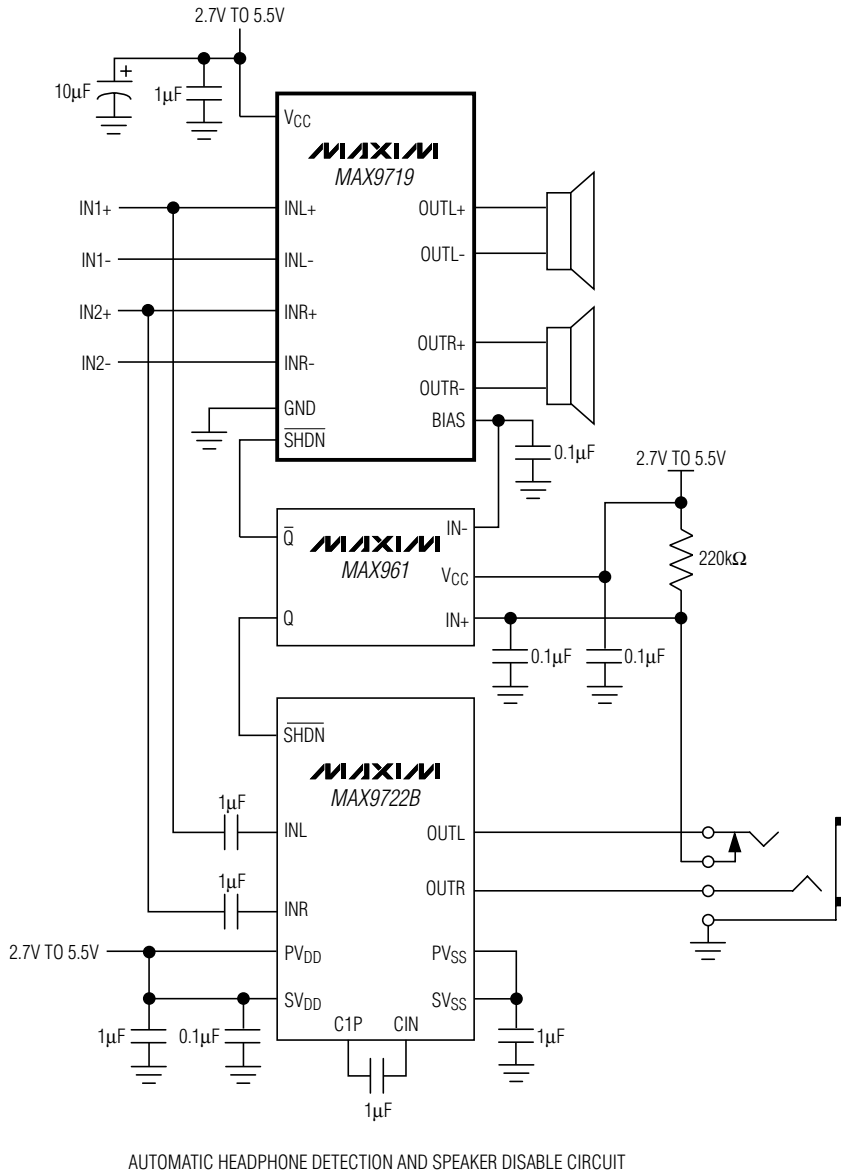 2.7V TO 5.5V
10µF
+
1µF
VCC
MAXIM
MAX9719
IN1+
INL+
OUTL+
IN1-
INL-
OUTL-
IN2+
INR+
OUTR+
IN2-
INR-
OUTR-
GND
BIAS
SHDN
0.1µF
2.7V TO 5.5V
Q
MAXIM
MAX961
IN-
VCC
220kΩ
Q
IN+
0.1µF
0.1µF
SHDN
MAXIM
MAX9722B
1µF
INL
OUTL
1µF
INR
OUTR
2.7V TO 5.5V
PVDD
PVSS
SVDD
SVSS
1µF
0.1µF
C1P
CIN
1µF
1µF
AUTOMATIC HEADPHONE DETECTION AND SPEAKER DISABLE CIRCUIT